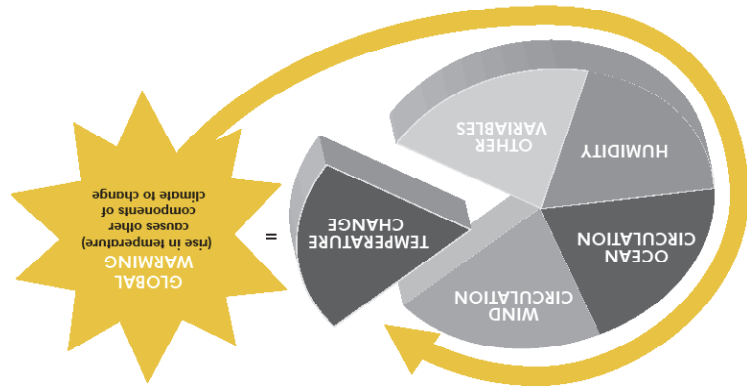 WIND
CIRCULATION
OCEAN
CIRCULATION
HUMIDITY
OTHER
VARIABLES
TEMPERATURE
CHANGE
=
GLOBAL
WARMING
(rise in temperature)
causes other
components of
climate to change